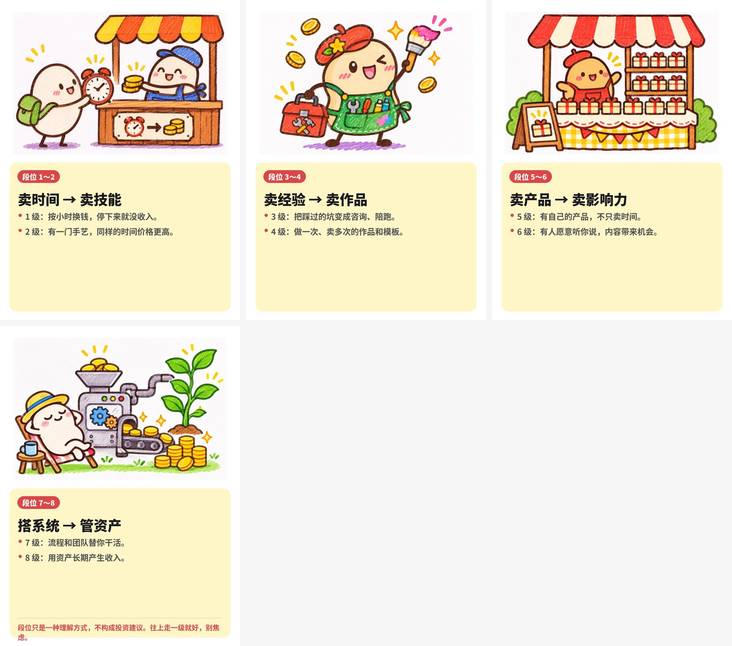 段位 1～2
卖时间 → 卖技能
• 1 级：按小时换钱，停下来就没收入。
• 2 级：有一门手艺，同样的时间价格更高。
段位 3～4
卖经验 → 卖作品
• 3 级：把踩过的坑变成咨询、陪跑。
• 4 级：做一次、卖多次的作品和模板。
段位 5～6
卖产品 → 卖影响力
• 5 级：有自己的产品，不只卖时间。
• 6 级：有人愿意听你说，内容带来机会。
段位 7～8
搭系统 → 管资产
• 7 级：流程和团队替你干活。
• 8 级：用资产长期产生收入。
段位只是一种理解方式，不构成投资建议。往上走一级就好，别焦
虑。